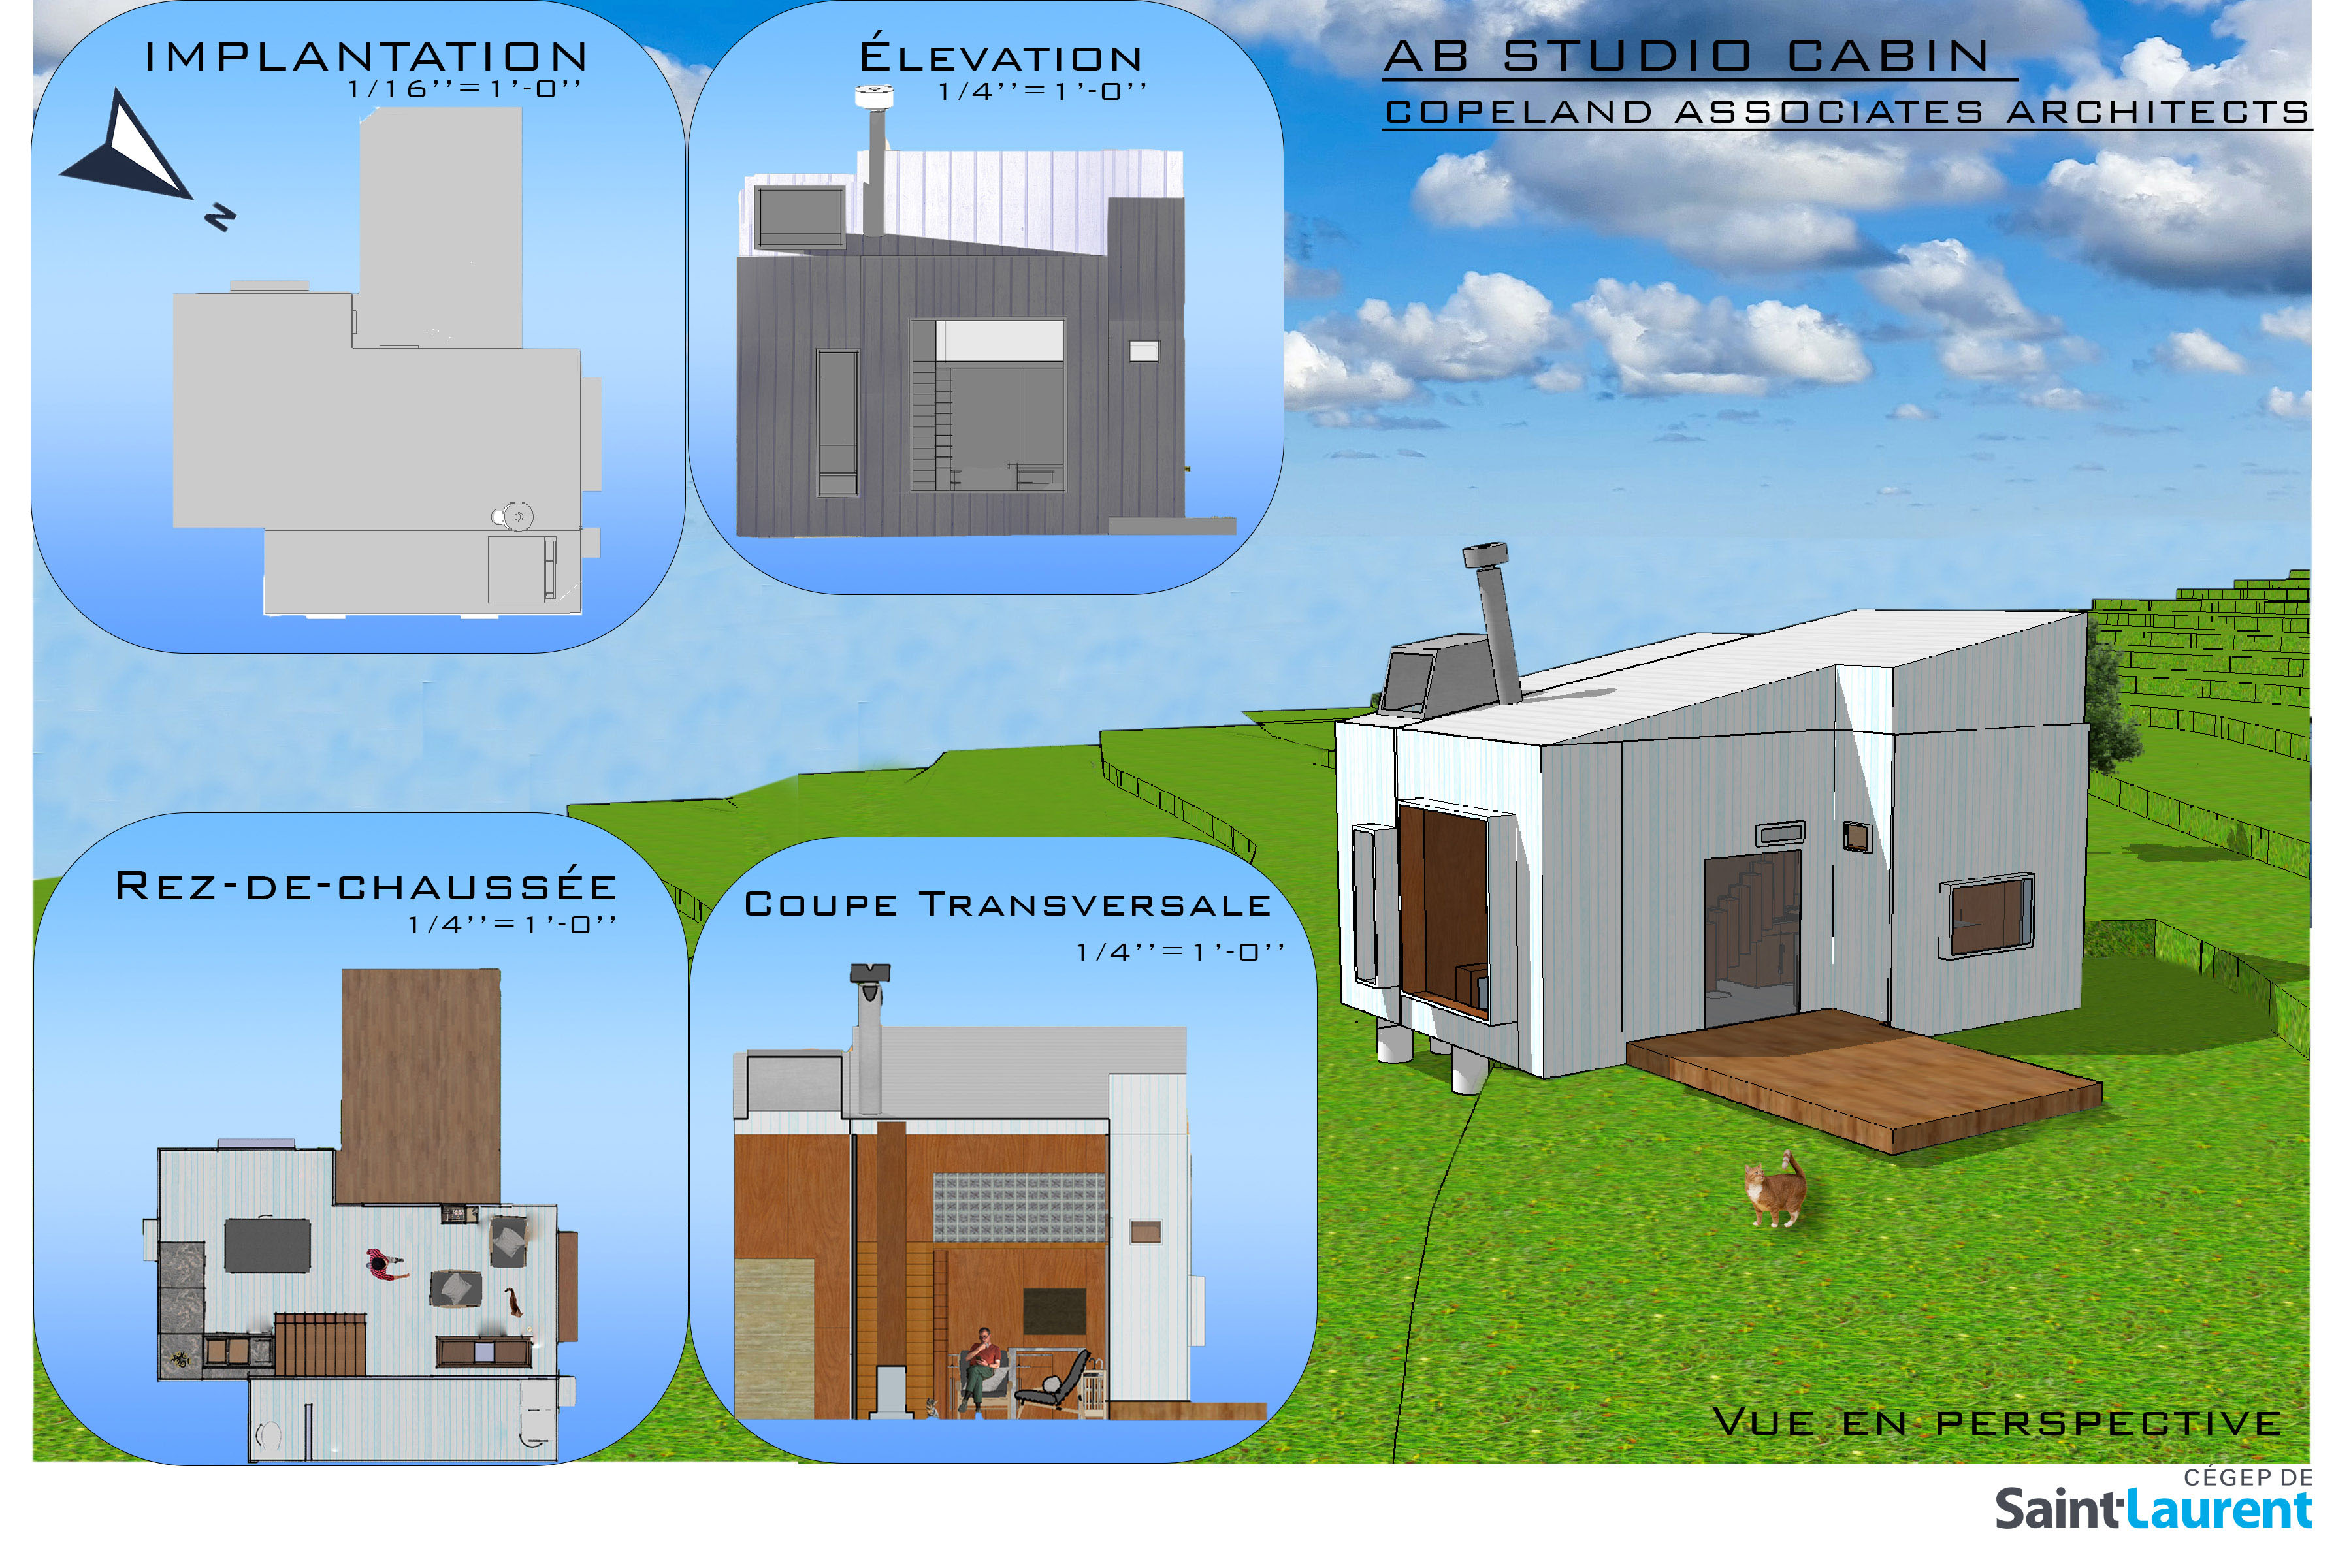 IMPLANTATION
1/16''=1'-0''
N
ÉLEVATION
1/4''=1'-0''
AB STUDIO CABIN
COPELAND ASSOCIATES ARCHITECTS
REZ-DE-CHAUSSÉE
1/4''=1'-0''
COUPE TRANSVERSALE
1/4''=1'-0''
VUE EN PERSPECTIVE
CÉGEP DE
Saint-Laurent